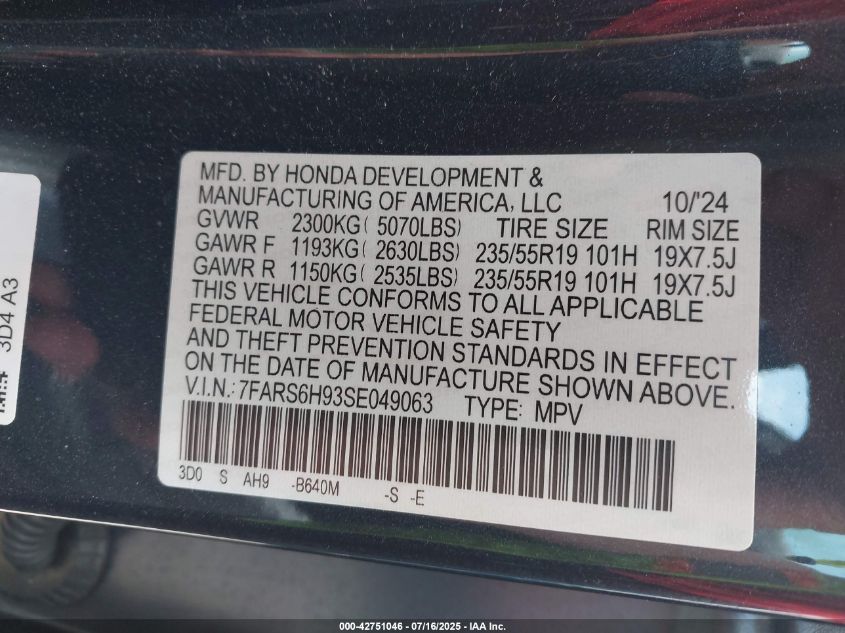 MFD. BY HONDA DEVELOPMENT &
MANUFACTURING OF AMERICA, LLC 10/'24
GVWR 2300KG ( 5070LBS) TIRE SIZE RIM SIZE
GAWR F 1193KG( 2630LBS) 235/55R19 101H 19X7.5J
GAWR R 1150KG( 2535LBS) 235/55R19 101H 19X7.5J
THIS VEHICLE CONFORMS TO ALL APPLICABLE
FEDERAL MOTOR VEHICLE SAFETY
AND THEFT PREVENTION STANDARDS IN EFFECT
ON THE DATE OF MANUFACTURE SHOWN ABOVE.
V.I.N.: 7FARS6H93SE049063 TYPE: MPV
3D0 S AH9 -B640M -S -E
3D4 A3
000-42751046 - 07/16/2025 - IAA Inc.